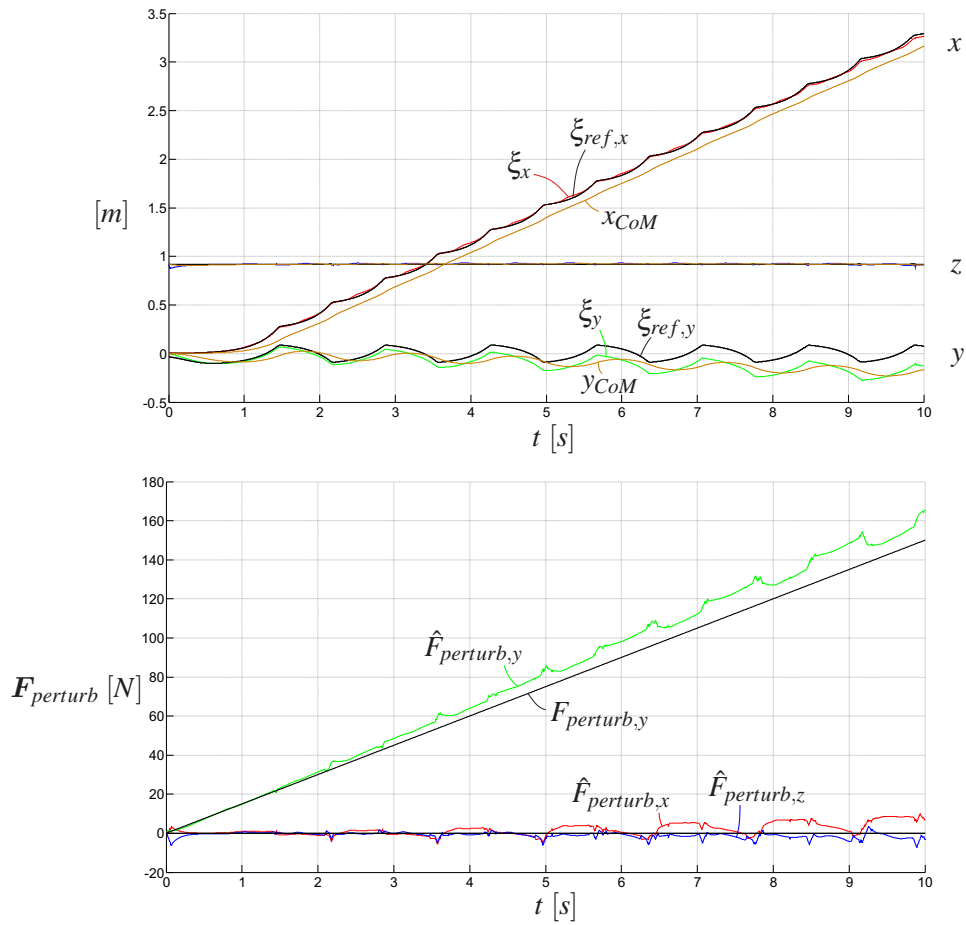 3.5
3
2.5
2
1.5
1
0.5
0
-0.5
[m]
x
z
y
ξx
ξref,x
xCoM
ξy
ξref,y
yCoM
0 1 2 3 4 5 6 7 8 9 10
t [s]
180
160
140
120
100
80
60
40
20
0
-20
Fperturb [N]
F̂perturb,y
Fperturb,y
F̂perturb,x
F̂perturb,z
0 1 2 3 4 5 6 7 8 9 10
t [s]